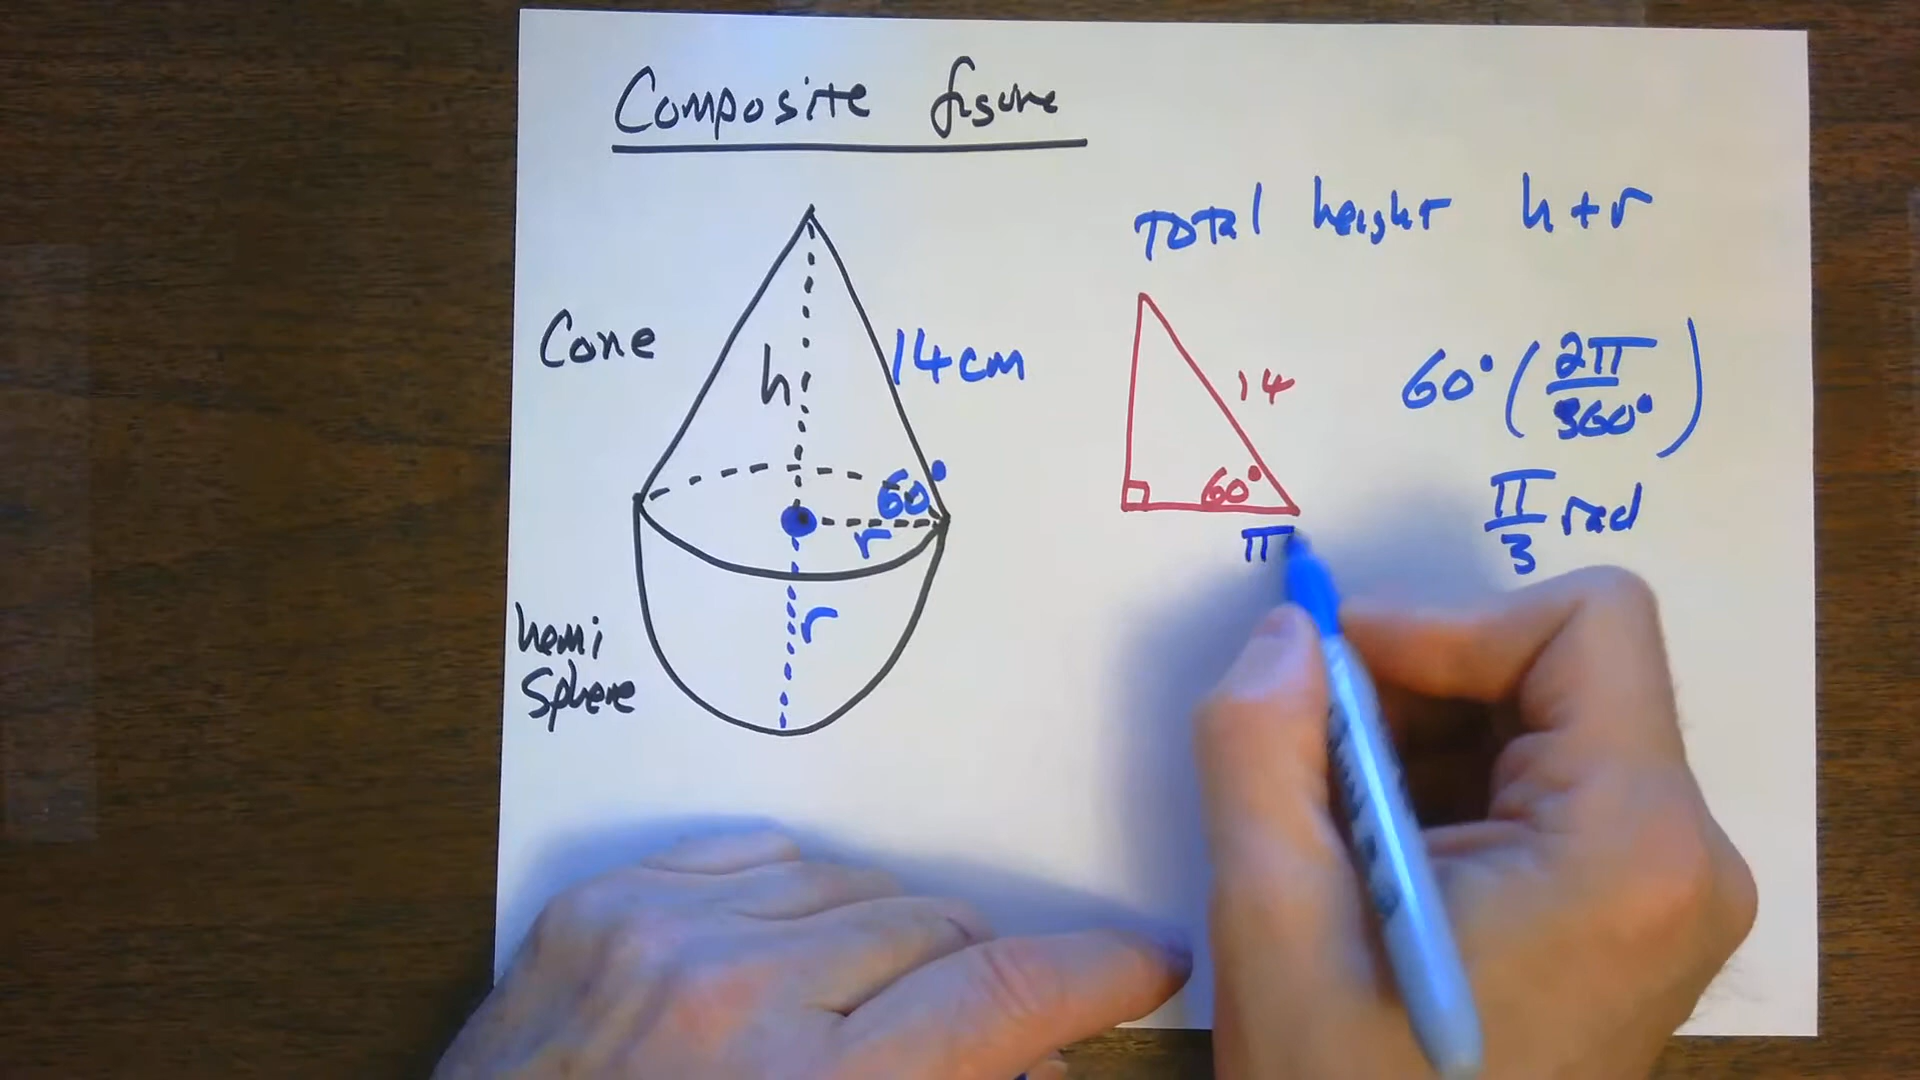 Composite figure
Total height h + r
Cone
h
14cm
14
60° (2π/360°)
60°
60°
r
π
π/3 rad
r
hemi
sphere